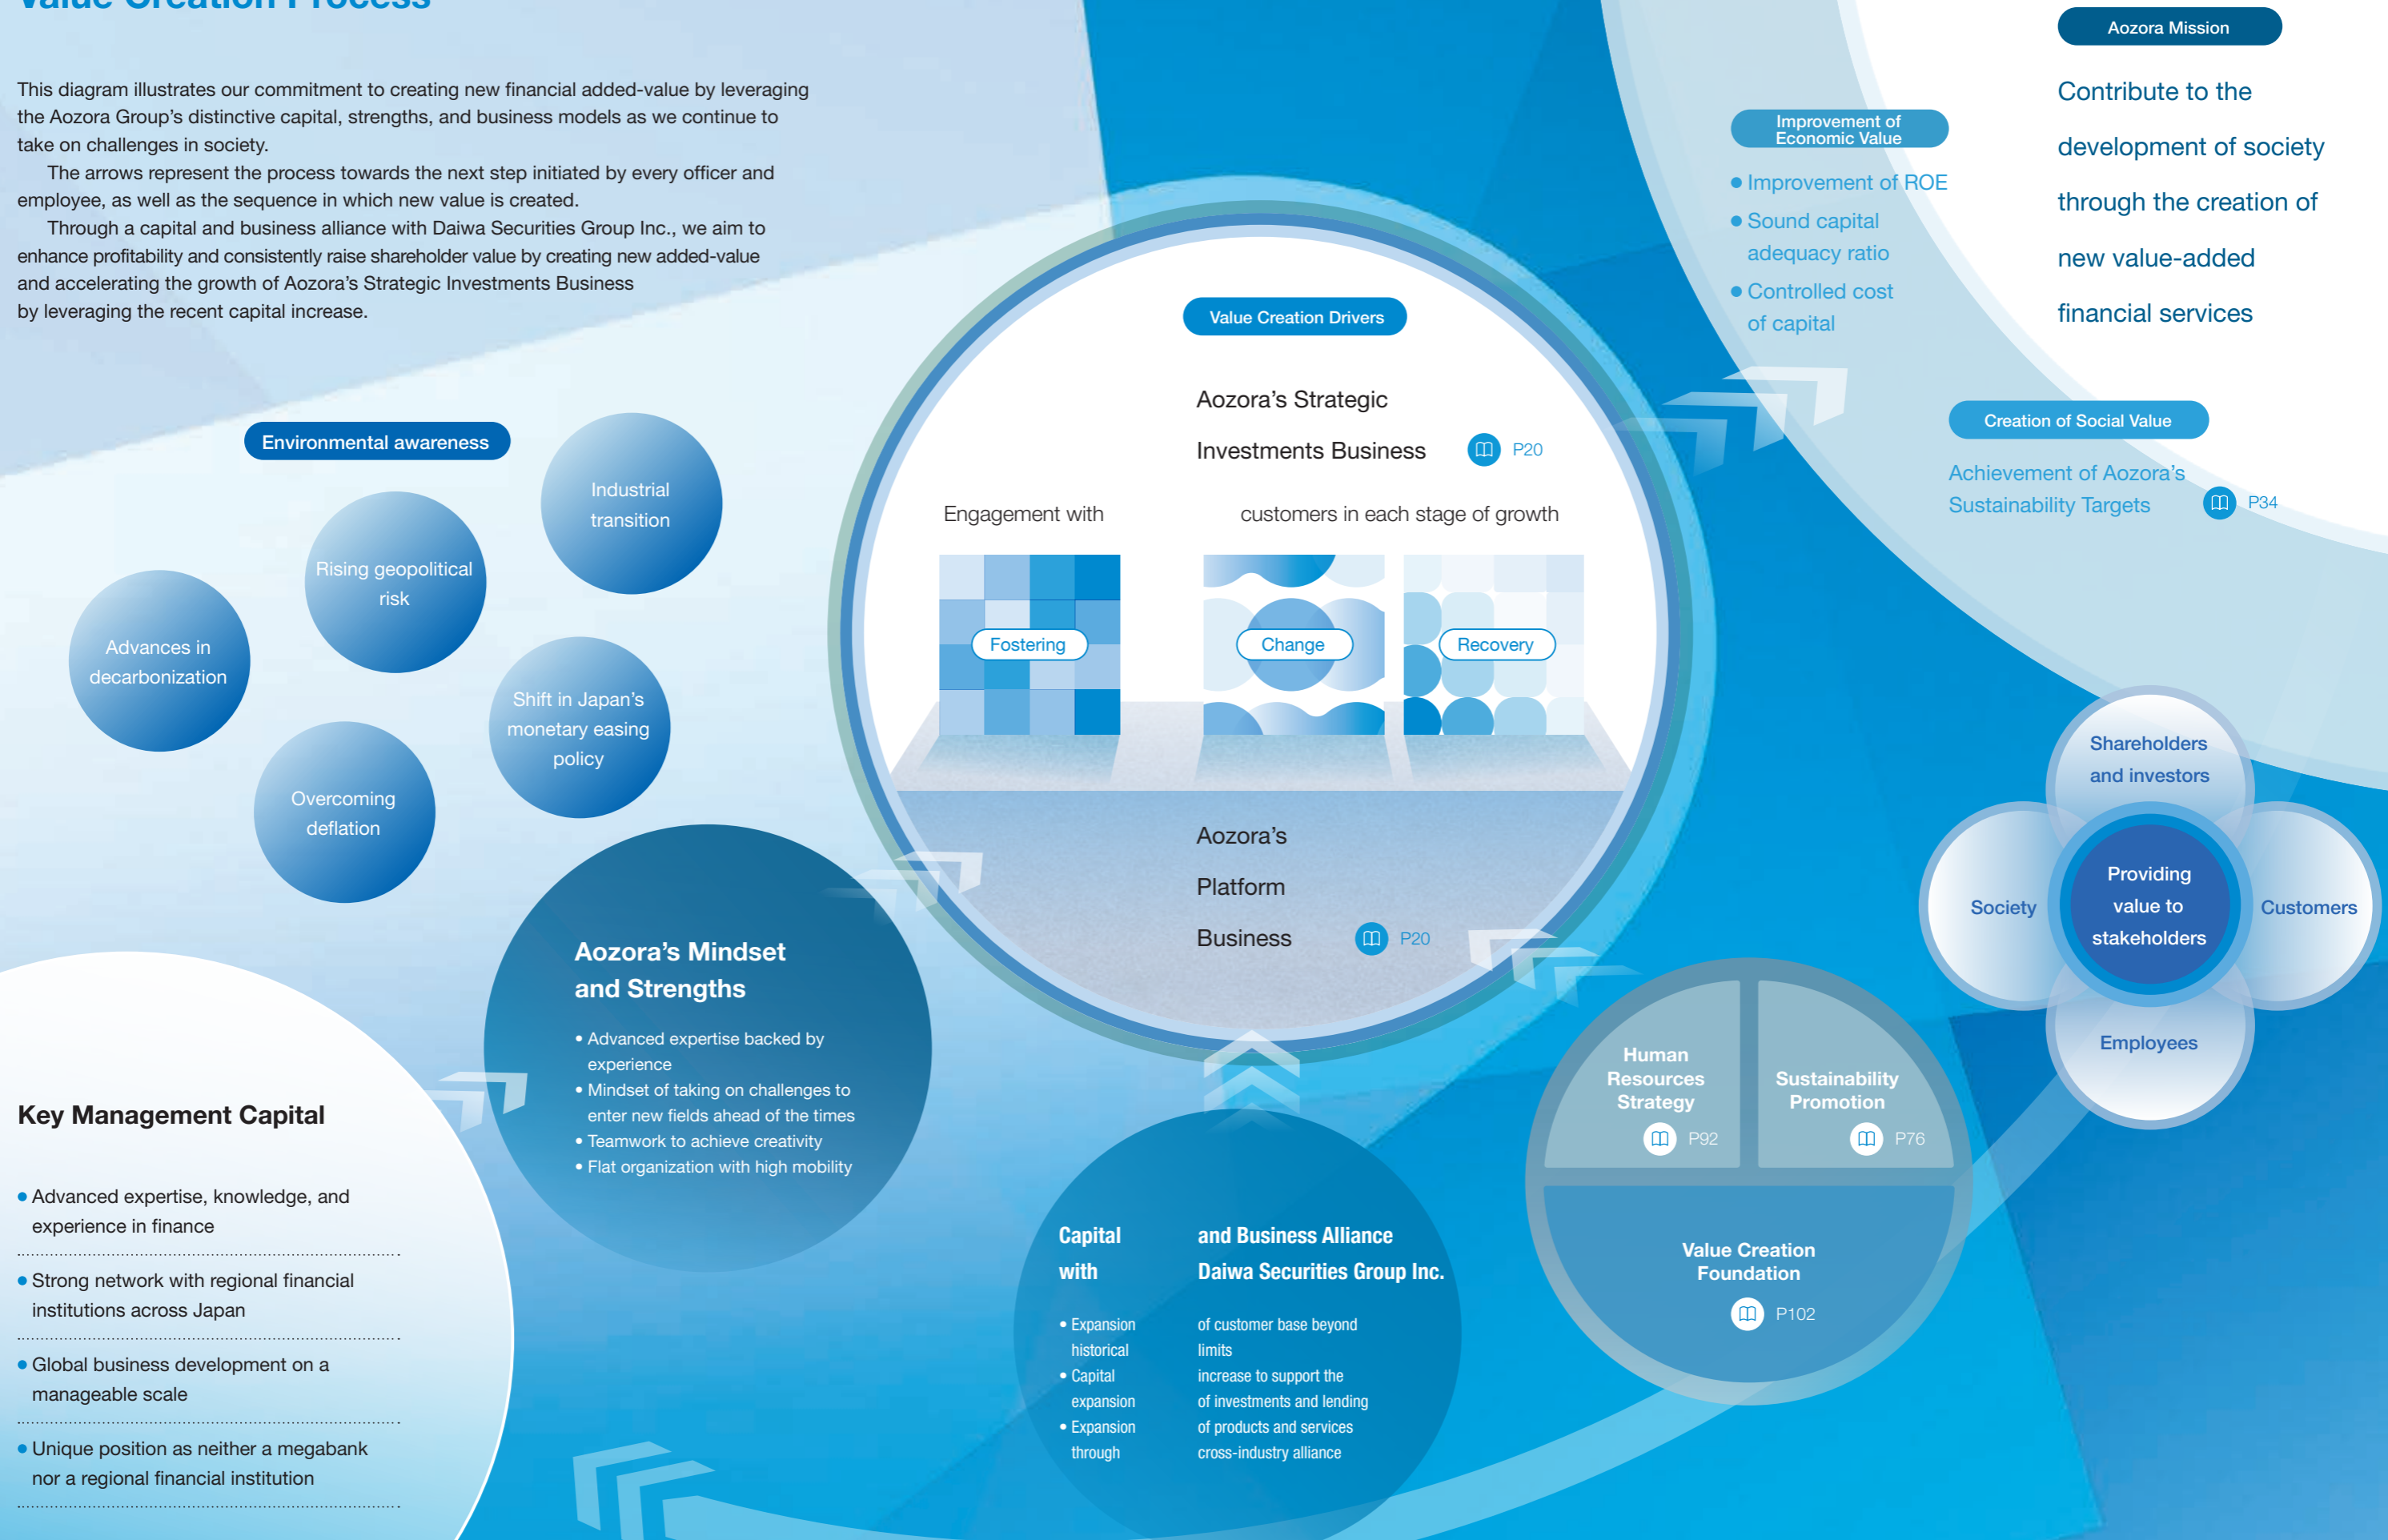 Value Creation Process
This diagram illustrates our commitment to creating new financial added-value by leveraging
the Aozora Group’s distinctive capital, strengths, and business models as we continue to
take on challenges in society.
The arrows represent the process towards the next step initiated by every officer and
employee, as well as the sequence in which new value is created.
Through a capital and business alliance with Daiwa Securities Group Inc., we aim to
enhance profitability and consistently raise shareholder value by creating new added-value
and accelerating the growth of Aozora’s Strategic Investments Business
by leveraging the recent capital increase.
Environmental awareness
Industrial
transition
Rising geopolitical
risk
Advances in
decarbonization
Shift in Japan’s
monetary easing
policy
Overcoming
deflation
Key Management Capital
• Advanced expertise, knowledge, and
experience in finance
• Strong network with regional financial
institutions across Japan
• Global business development on a
manageable scale
• Unique position as neither a megabank
nor a regional financial institution
Aozora’s Mindset
and Strengths
• Advanced expertise backed by
experience
• Mindset of taking on challenges to
enter new fields ahead of the times
• Teamwork to achieve creativity
• Flat organization with high mobility
Value Creation Drivers
Aozora’s Strategic
Investments Business P20
Engagement with customers in each stage of growth
Fostering
Change
Recovery
Aozora’s
Platform
Business P20
Capital and Business Alliance
with Daiwa Securities Group Inc.
• Expansion of customer base beyond
historical limits
• Capital increase to support the
expansion of investments and lending
• Expansion of products and services
through cross-industry alliance
Human
Resources
Strategy
P92
Sustainability
Promotion
P76
Value Creation
Foundation
P102
Improvement of
Economic Value
• Improvement of ROE
• Sound capital
adequacy ratio
• Controlled cost
of capital
Aozora Mission
Contribute to the
development of society
through the creation of
new value-added
financial services
Creation of Social Value
Achievement of Aozora’s
Sustainability Targets P34
Shareholders
and investors
Society
Providing
value to
stakeholders
Customers
Employees